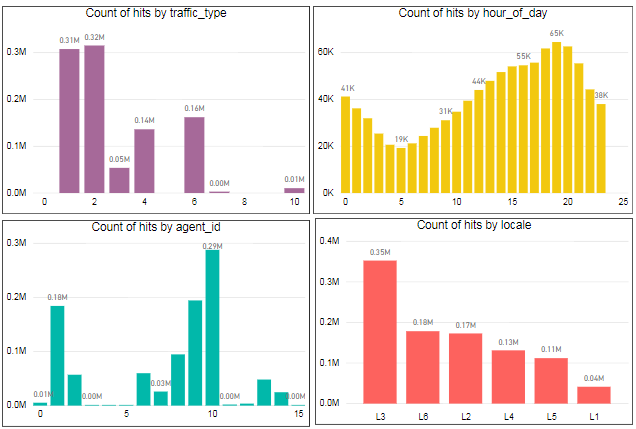 Count of hits by traffic_type
0.3M
0.2M
0.1M
0.0M
0.31M
0.32M
0.05M
0.14M
0.16M
0.00M
0.01M
0 2 4 6 8 10
Count of hits by hour_of_day
60K
40K
20K
0K
41K
19K
31K
44K
55K
65K
38K
0 5 10 15 20 25
Count of hits by agent_id
0.3M
0.2M
0.1M
0.0M
0.01M
0.18M
0.00M
0.03M
0.29M
0.00M
0.00M
0 5 10 15
Count of hits by locale
0.4M
0.3M
0.2M
0.1M
0.0M
0.35M
0.18M
0.17M
0.13M
0.11M
0.04M
L3 L6 L2 L4 L5 L1